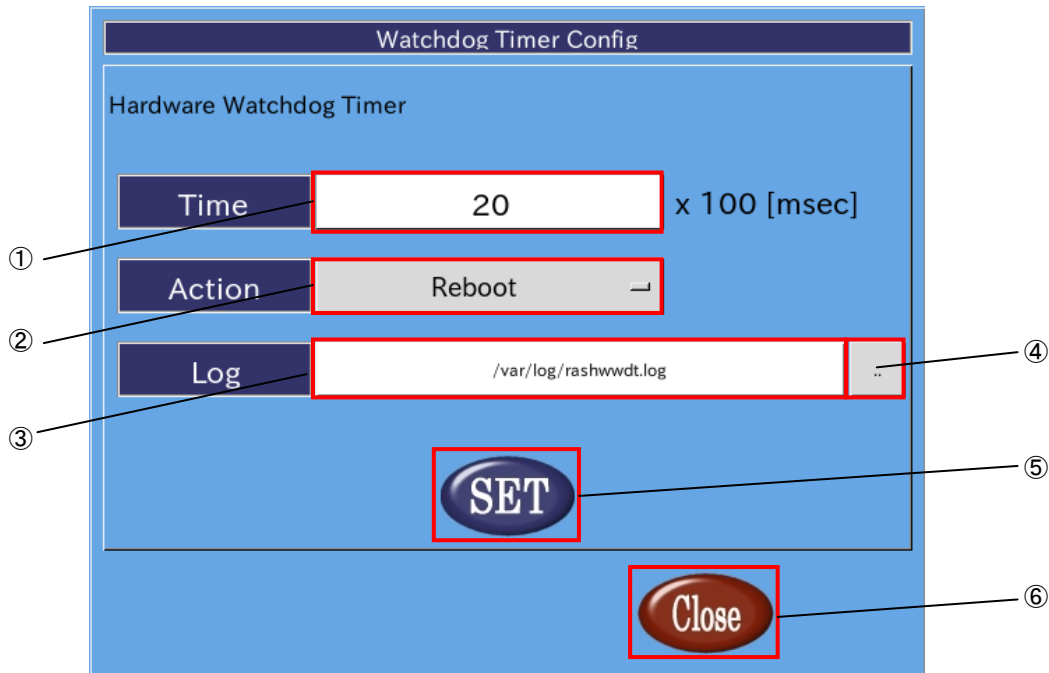 Watchdog Timer Config
Hardware Watchdog Timer
Time 20 x 100 [msec]
①
Action Reboot
②
Log /var/log/rashwwdt.log .. ④
③
SET ⑤
Close ⑥